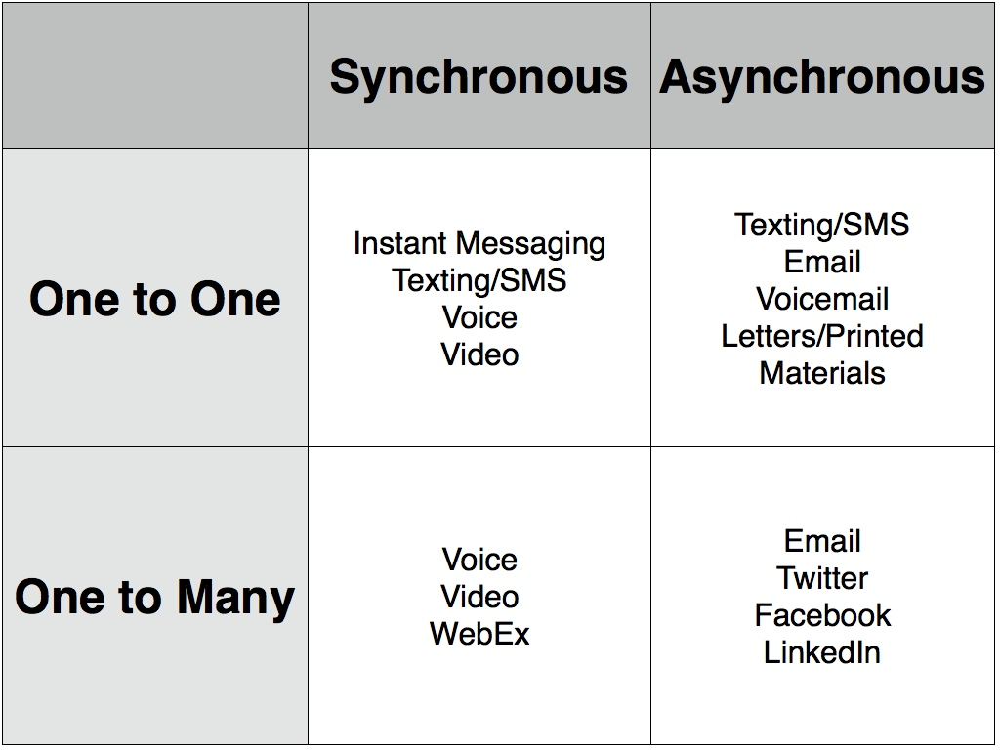 Synchronous
Asynchronous
One to One
Instant Messaging
Texting/SMS
Voice
Video
Texting/SMS
Email
Voicemail
Letters/Printed
Materials
One to Many
Voice
Video
WebEx
Email
Twitter
Facebook
LinkedIn